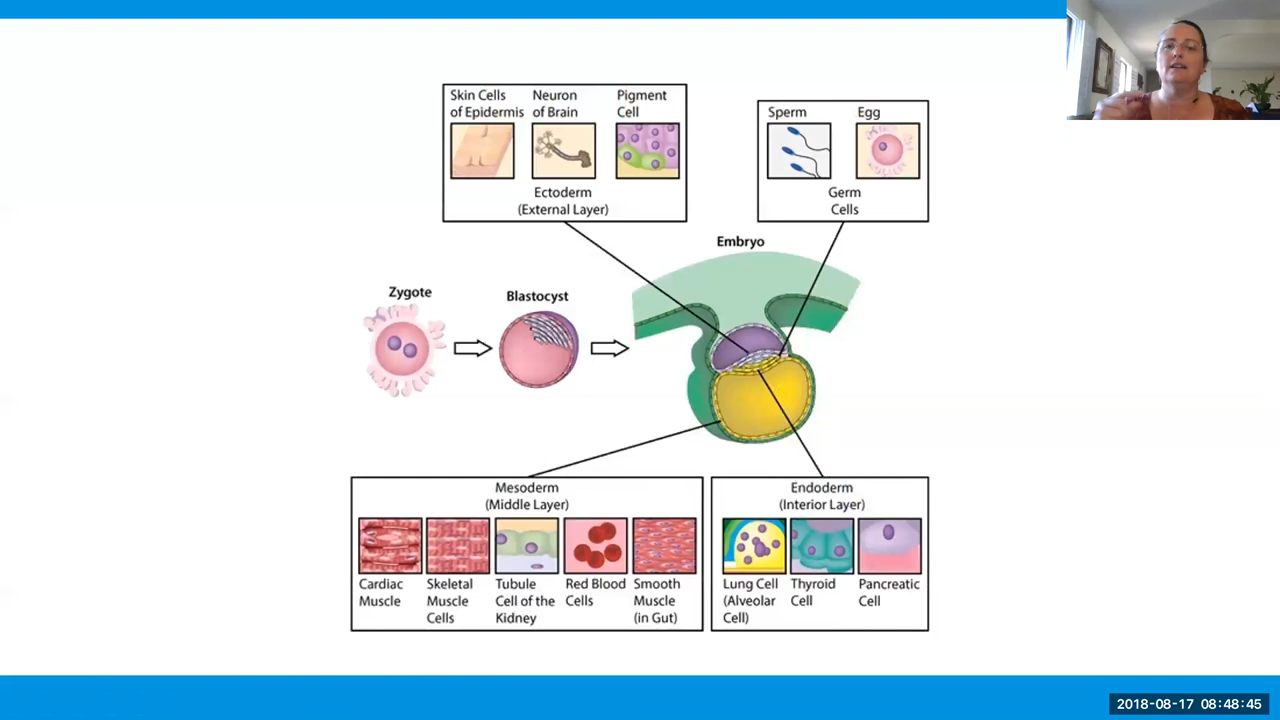 Skin Cells
of Epidermis
Neuron
of Brain
Pigment
Cell
Ectoderm
(External Layer)
Sperm
Egg
Germ
Cells
Embryo
Zygote
Blastocyst
Mesoderm
(Middle Layer)
Cardiac
Muscle
Skeletal
Muscle
Cells
Tubule
Cell of the
Kidney
Red Blood
Cells
Smooth
Muscle
(in Gut)
Endoderm
(Interior Layer)
Lung Cell
(Alveolar
Cell)
Thyroid
Cell
Pancreatic
Cell
2018-08-17 08:48:45